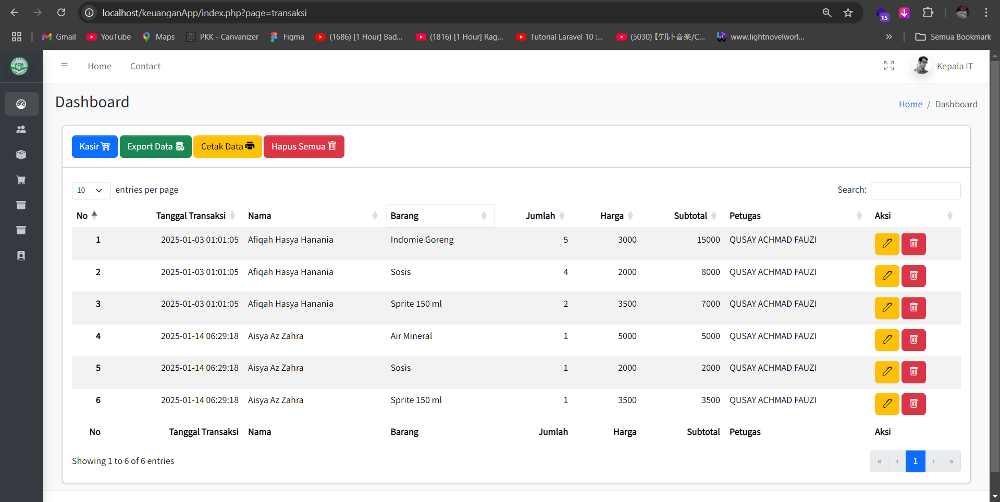 localhost/keuanganApp/index.php?page=transaksi
15
Gmail YouTube Maps PKK - Canvanizer Figma (1686) [1 Hour] Bad... (1816) [1 Hour] Rag... Tutorial Laravel 10 :... (5030)【ケルト音楽/C... www.lightnovelworl... » Semua Bookmark
Home Contact Kepala IT
Dashboard Home / Dashboard
Kasir Export Data Cetak Data Hapus Semua
10 entries per page Search:
No Tanggal Transaksi Nama Barang Jumlah Harga Subtotal Petugas Aksi
1 2025-01-03 01:01:05 Afiqah Hasya Hanania Indomie Goreng 5 3000 15000 QUSAY ACHMAD FAUZI
2 2025-01-03 01:01:05 Afiqah Hasya Hanania Sosis 4 2000 8000 QUSAY ACHMAD FAUZI
3 2025-01-03 01:01:05 Afiqah Hasya Hanania Sprite 150 ml 2 3500 7000 QUSAY ACHMAD FAUZI
4 2025-01-14 06:29:18 Aisya Az Zahra Air Mineral 1 5000 5000 QUSAY ACHMAD FAUZI
5 2025-01-14 06:29:18 Aisya Az Zahra Sosis 1 2000 2000 QUSAY ACHMAD FAUZI
6 2025-01-14 06:29:18 Aisya Az Zahra Sprite 150 ml 1 3500 3500 QUSAY ACHMAD FAUZI
No Tanggal Transaksi Nama Barang Jumlah Harga Subtotal Petugas Aksi
Showing 1 to 6 of 6 entries « ‹ 1 › »